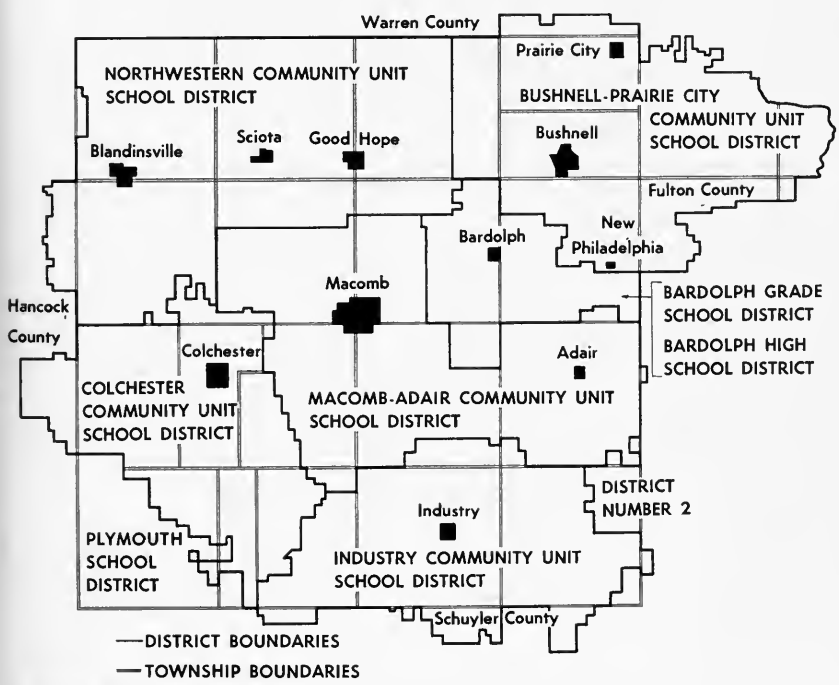 Warren County
Prairie City
NORTHWESTERN COMMUNITY UNIT
SCHOOL DISTRICT
BUSHNELL-PRAIRIE CITY
COMMUNITY UNIT
SCHOOL DISTRICT
Blandinsville
Sciota
Good Hope
Bushnell
Fulton County
Bardolph
New
Philadelphia
Macomb
Hancock
County
BARDOLPH GRADE
SCHOOL DISTRICT
BARDOLPH HIGH
SCHOOL DISTRICT
Colchester
Adair
COLCHESTER
COMMUNITY UNIT
SCHOOL DISTRICT
MACOMB-ADAIR COMMUNITY UNIT
SCHOOL DISTRICT
DISTRICT
NUMBER 2
Industry
PLYMOUTH
SCHOOL
DISTRICT
INDUSTRY COMMUNITY UNIT
SCHOOL DISTRICT
Schuyler County
DISTRICT BOUNDARIES
TOWNSHIP BOUNDARIES